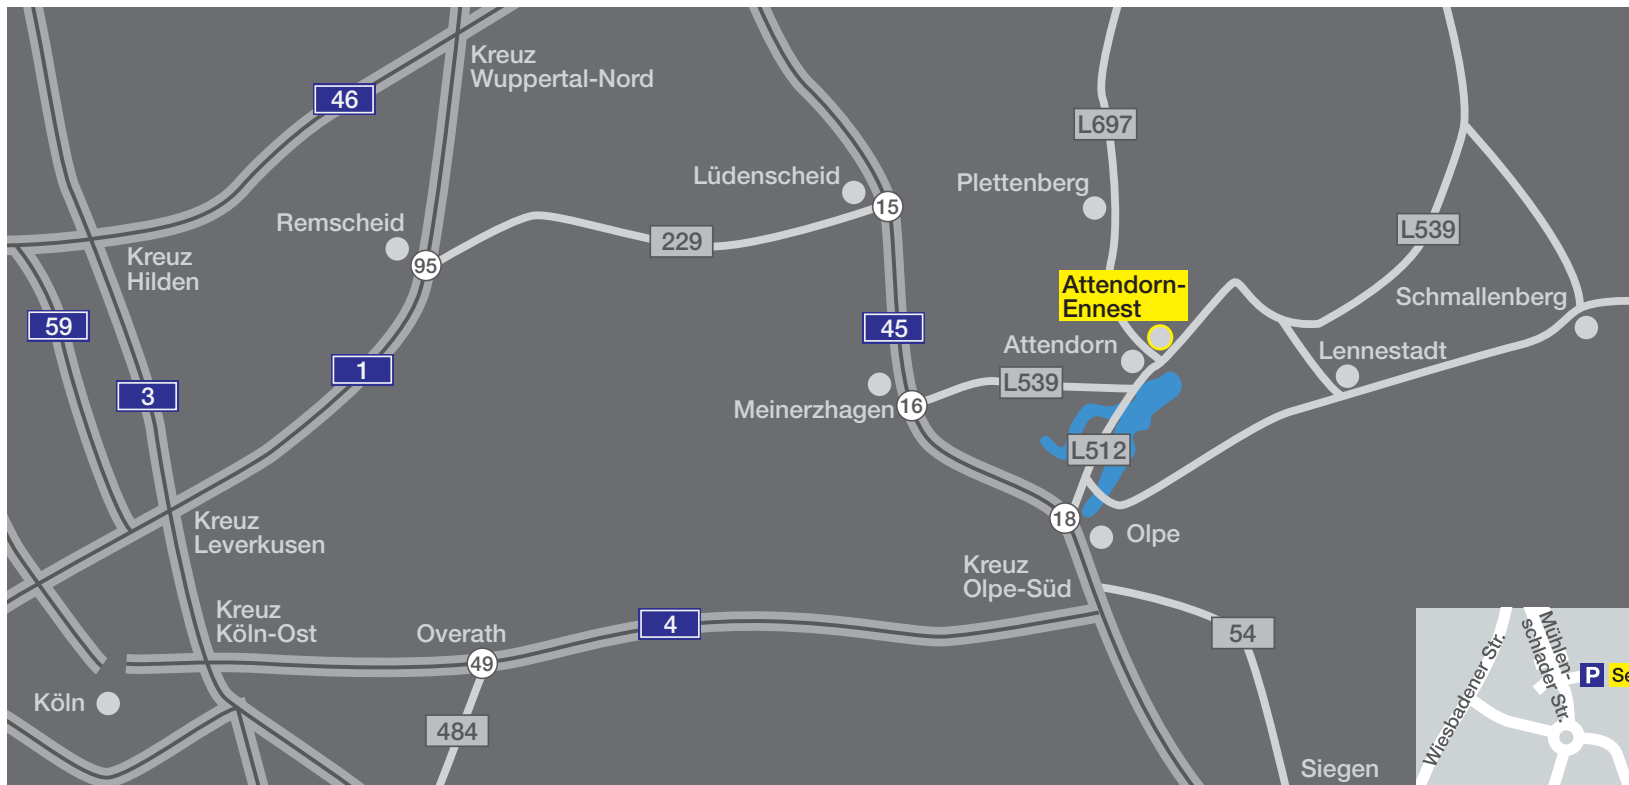 Kreuz
Wuppertal-Nord
46
L697
Lüdenscheid
Plettenberg
15
Remscheid
229
L539
Kreuz
Hilden
95
Attendorn-
Ennest
Schmallenberg
59
45
Attendorn
Lennestadt
1
L539
3
Meinerzhagen
16
L512
Kreuz
Leverkusen
18
Olpe
Kreuz
Olpe-Süd
Kreuz
Köln-Ost
Overath
4
54
49
Mühlen-
schlader Str.
Wiesbadener Str.
P
Köln
484
Siegen